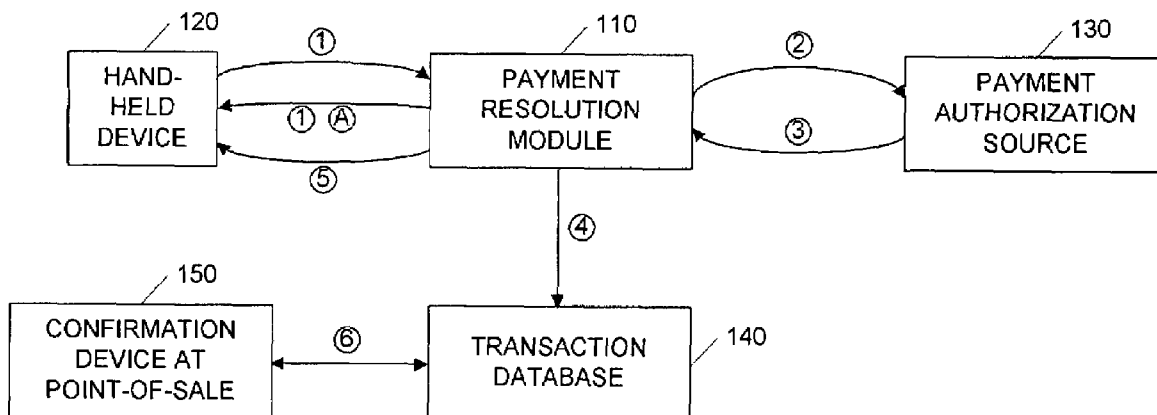 120
HAND-
HELD
DEVICE
①
① Ⓐ
⑤
110
PAYMENT
RESOLUTION
MODULE
②
③
130
PAYMENT
AUTHORIZATION
SOURCE
④
150
CONFIRMATION
DEVICE AT
POINT-OF-SALE
⑥
TRANSACTION
DATABASE
140